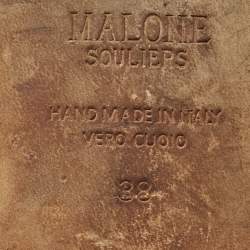 MALONE
SOULIERS
HAND MADE IN ITALY
VERO CUOIO
38